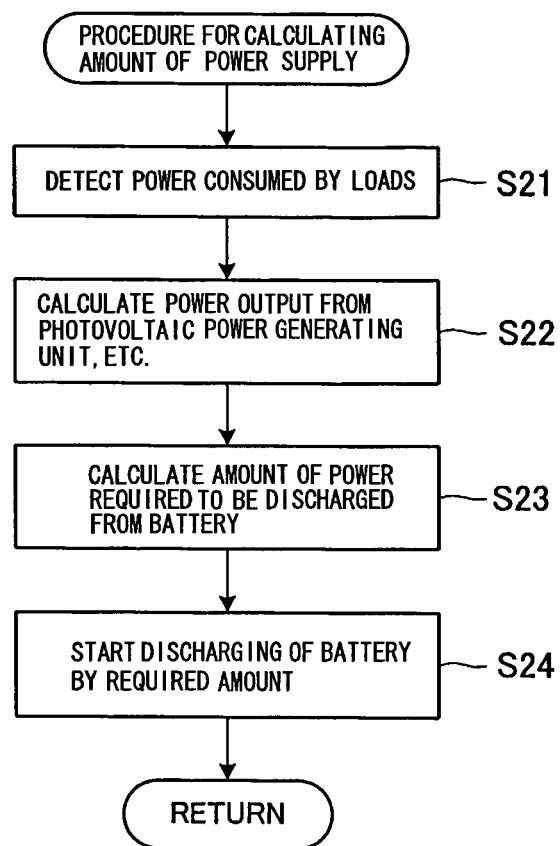 PROCEDURE FOR CALCULATING
AMOUNT OF POWER SUPPLY
DETECT POWER CONSUMED BY LOADS
S21
CALCULATE POWER OUTPUT FROM
PHOTOVOLTAIC POWER GENERATING
UNIT, ETC.
S22
CALCULATE AMOUNT OF POWER
REQUIRED TO BE DISCHARGED
FROM BATTERY
S23
START DISCHARGING OF BATTERY
BY REQUIRED AMOUNT
S24
RETURN